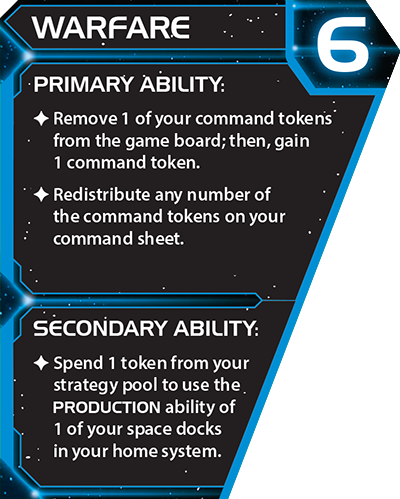 WARFARE
6
PRIMARY ABILITY:
✦ Remove 1 of your command tokens
from the game board; then, gain
1 command token.
✦ Redistribute any number of
the command tokens on your
command sheet.
SECONDARY ABILITY:
✦ Spend 1 token from your
strategy pool to use the
PRODUCTION ability of
1 of your space docks
in your home system.